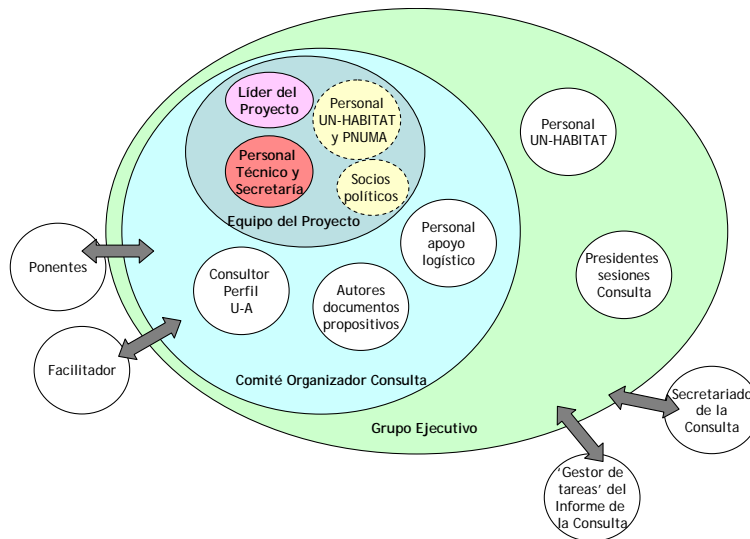 Líder del
Proyecto
Personal
UN-HABITAT
y PNUMA
Personal
UN-HABITAT
Personal
Técnico y
Secretaría
Socios
políticos
Equipo del Proyecto
Personal
apoyo
logístico
Ponentes
Consultor
Perfil
U-A
Autores
documentos
propositivos
Presidentes
sesiones
Consulta
Facilitador
Comité Organizador Consulta
Secretariado
de la
Consulta
Grupo Ejecutivo
'Gestor de
tareas' del
Informe de
la Consulta